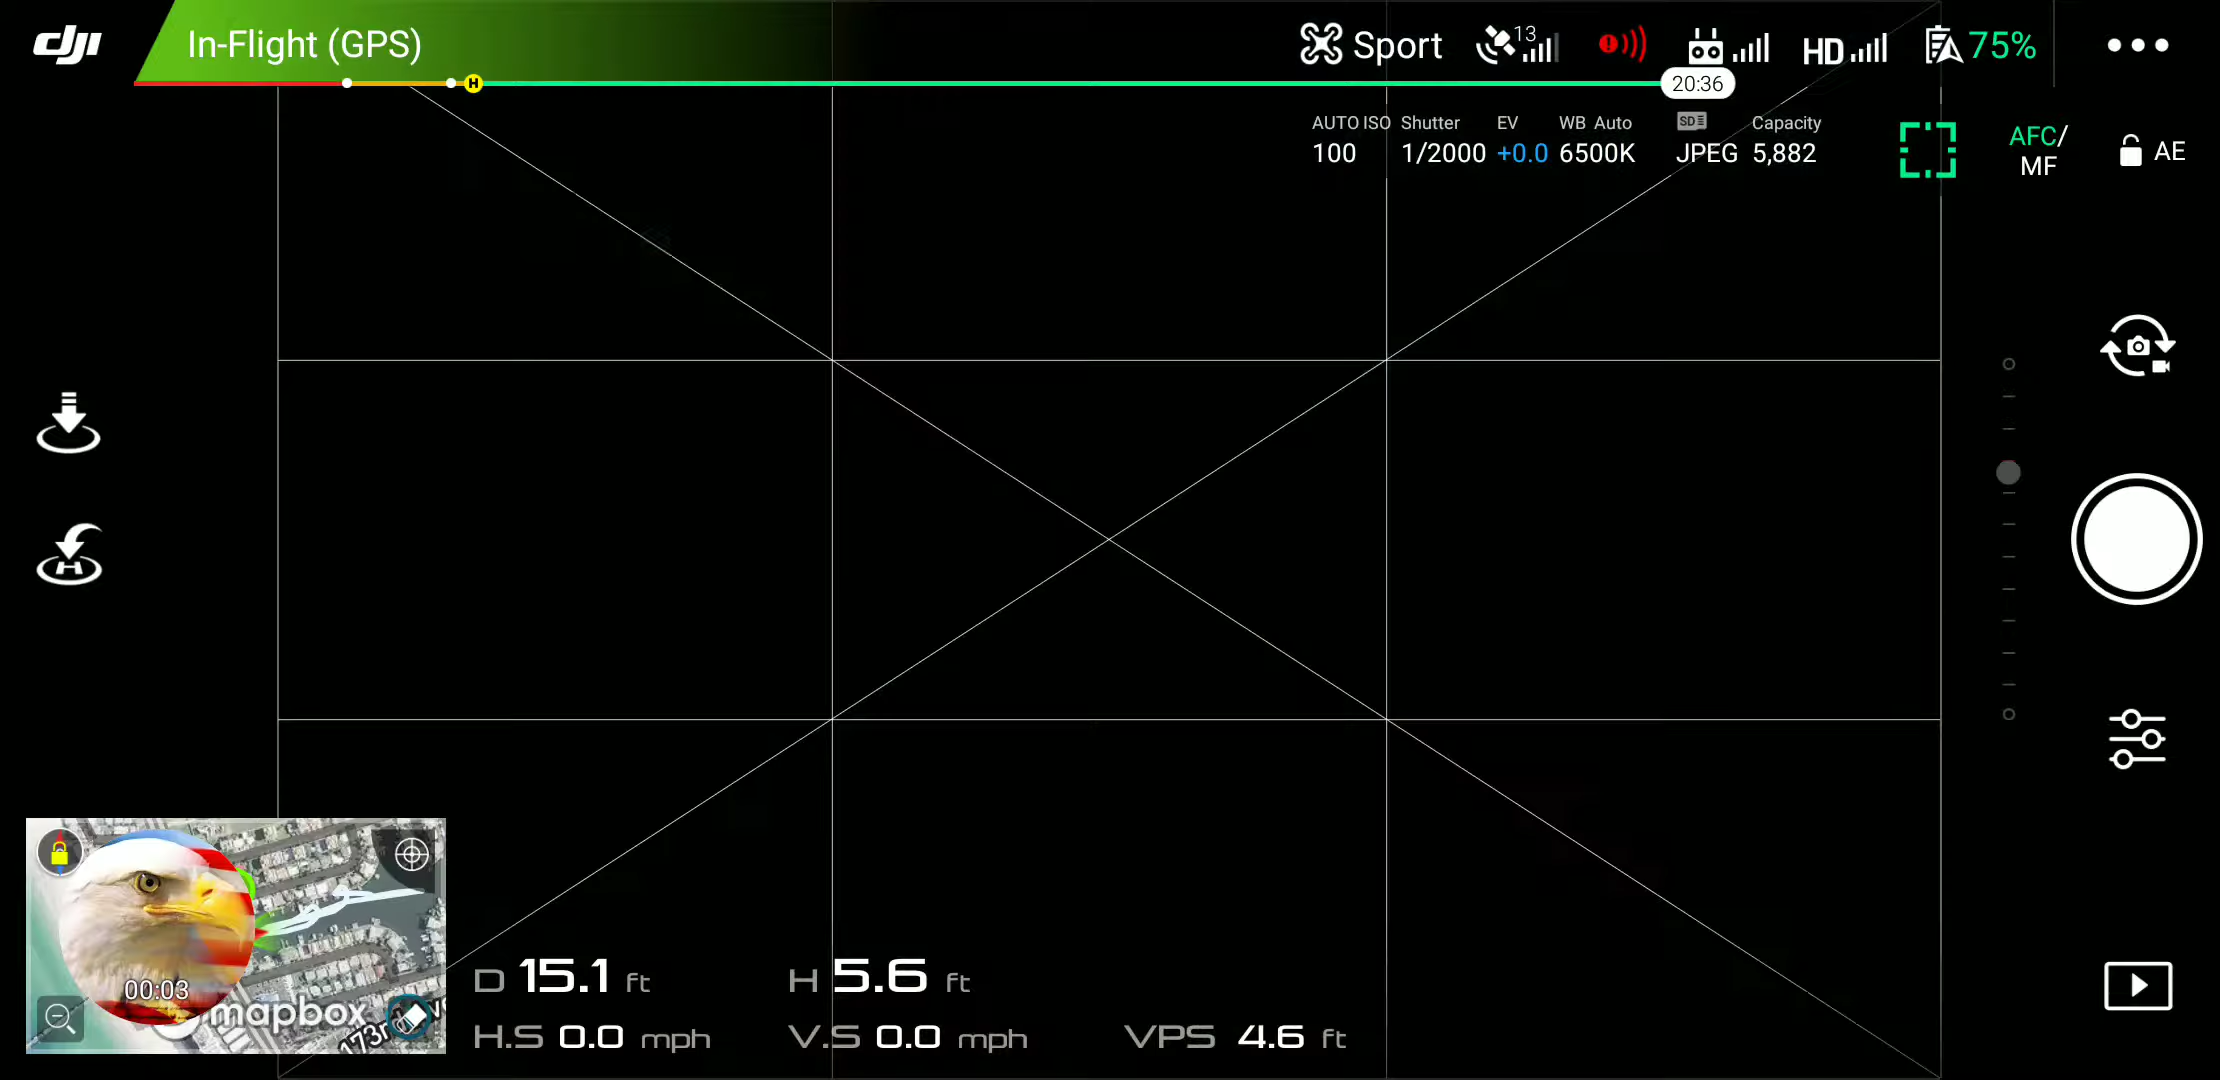 dji In-Flight (GPS) Sport 13 HD 75%
H 20:36
AUTO ISO Shutter EV WB Auto SD Capacity
100 1/2000 +0.0 6500K JPEG 5,882
AFC/
MF
AE
H
00:03
mapbox
D 15.1 ft H 5.6 ft
H.S 0.0 mph V.S 0.0 mph VPS 4.6 ft